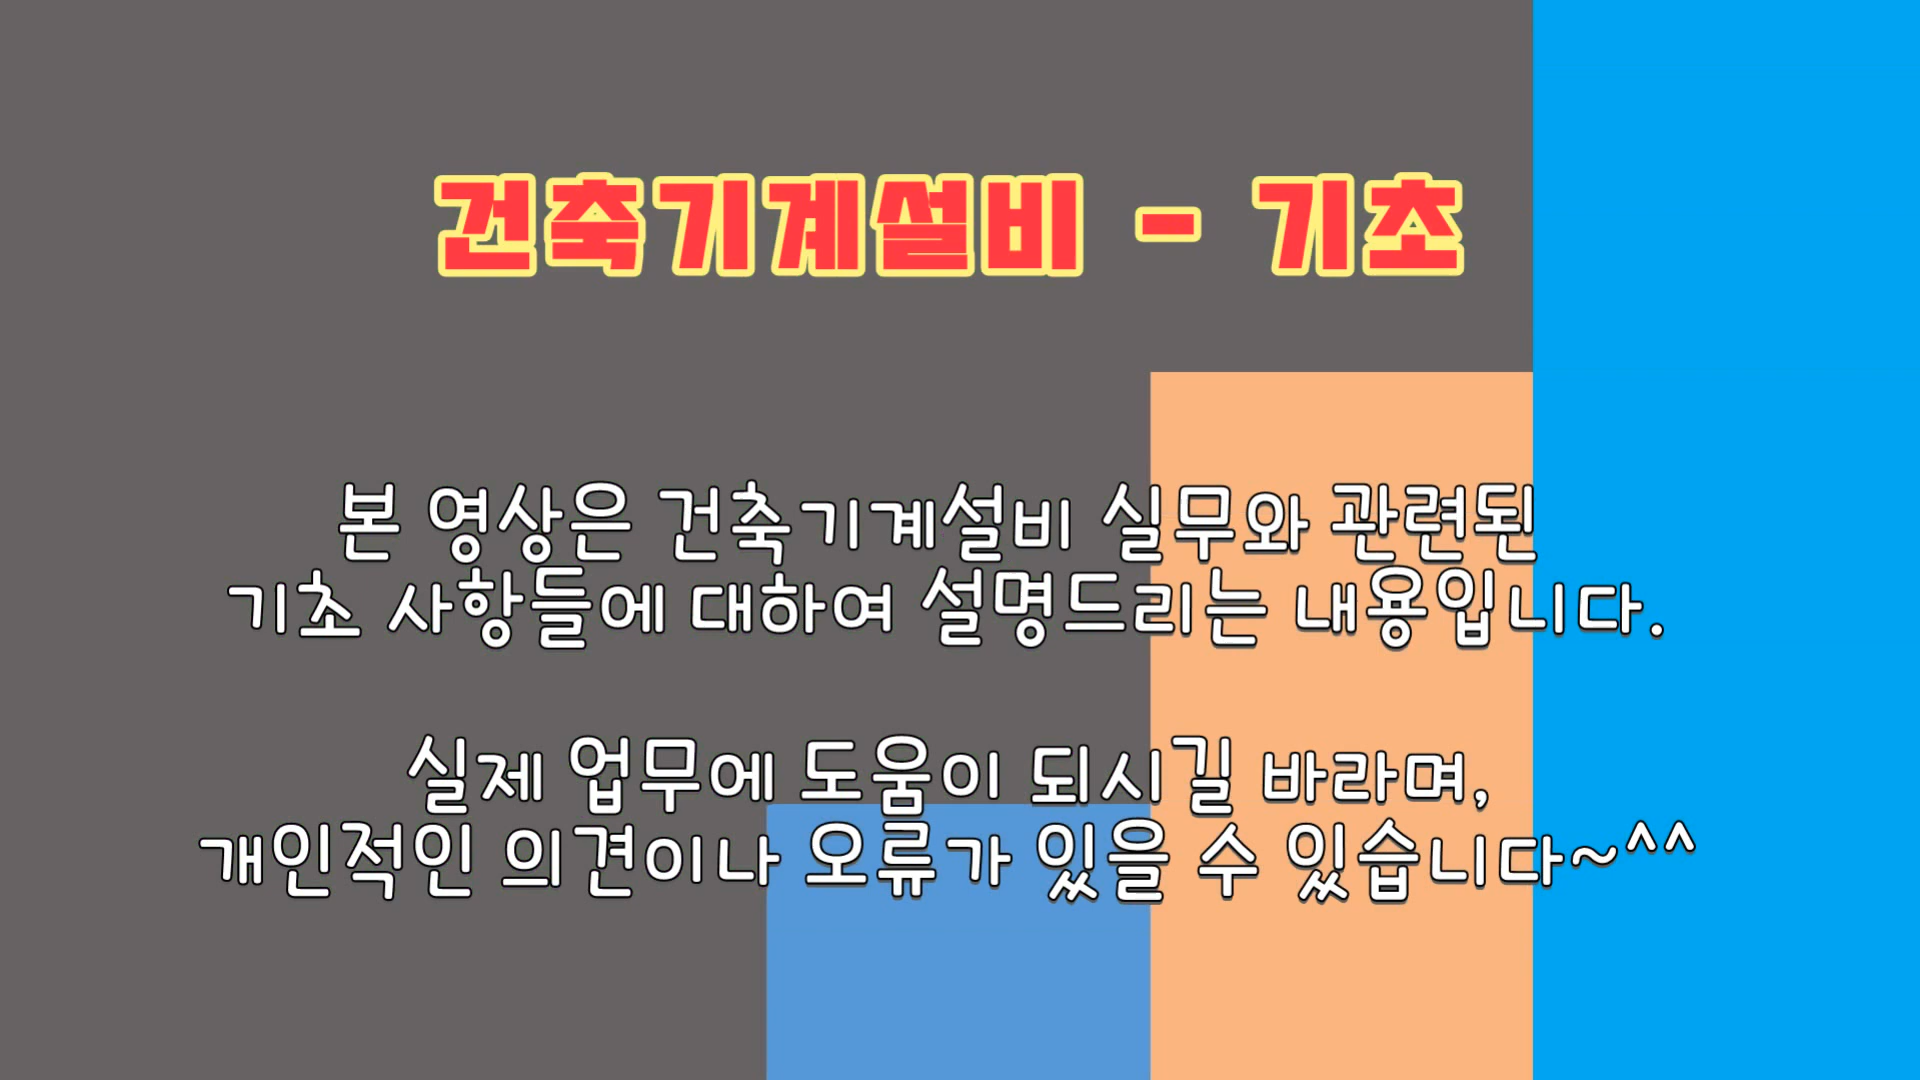 건축기계설비 - 기초
본 영상은 건축기계설비 실무와 관련된
기초 사항들에 대하여 설명드리는 내용입니다.
실제 업무에 도움이 되시길 바라며,
개인적인 의견이나 오류가 있을 수 있습니다~^^